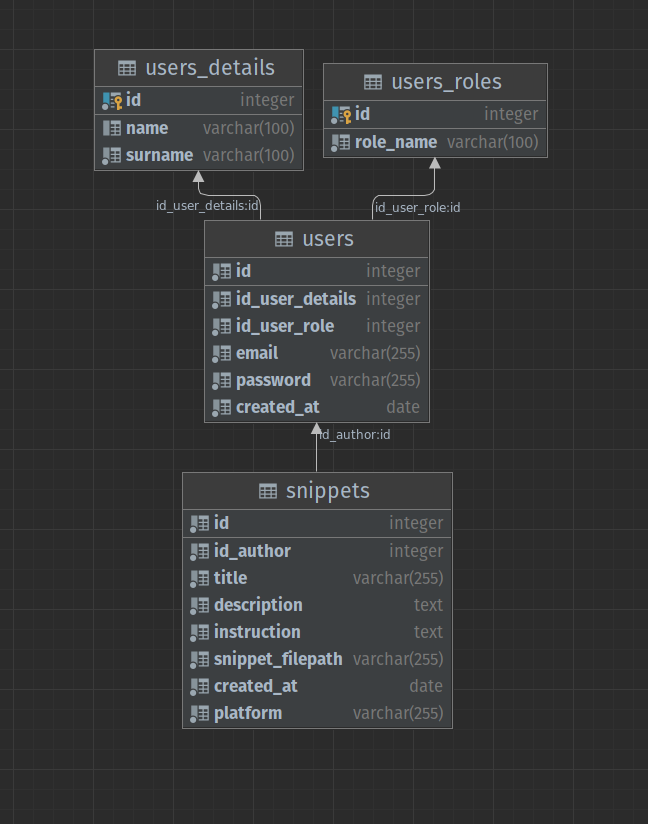 users_details
id integer
name varchar(100)
surname varchar(100)
users_roles
id integer
role_name varchar(100)
id_user_details:id
id_user_role:id
users
id integer
id_user_details integer
id_user_role integer
email varchar(255)
password varchar(255)
created_at date
id_author:id
snippets
id integer
id_author integer
title varchar(255)
description text
instruction text
snippet_filepath varchar(255)
created_at date
platform varchar(255)